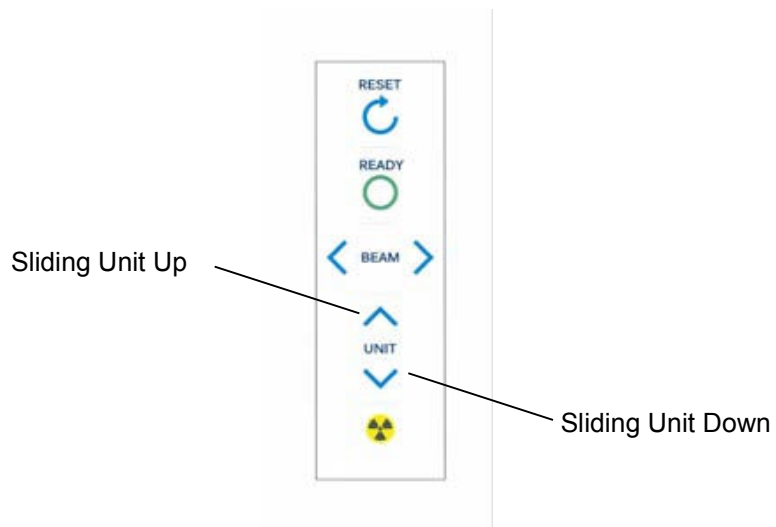 RESET
READY
BEAM
Sliding Unit Up
UNIT
Sliding Unit Down